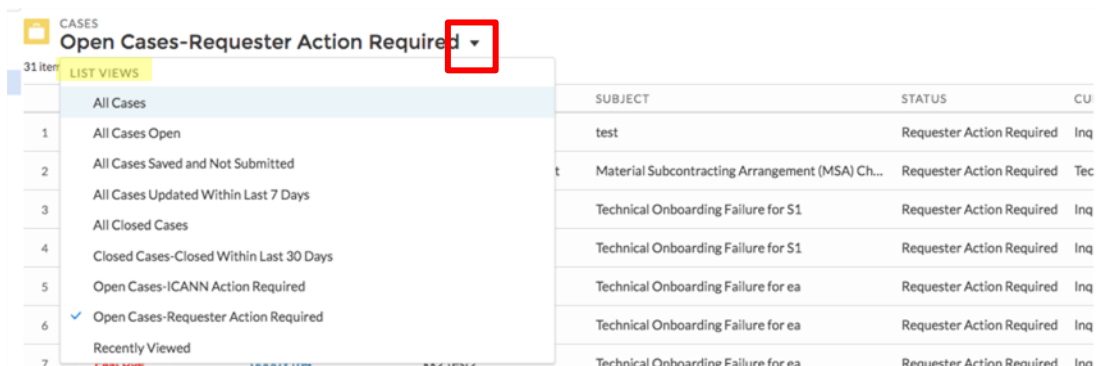 CASES
Open Cases-Requester Action Required
31 item
LIST VIEWS
All Cases
All Cases Open
All Cases Saved and Not Submitted
All Cases Updated Within Last 7 Days
All Closed Cases
Closed Cases-Closed Within Last 30 Days
Open Cases-ICANN Action Required
Open Cases-Requester Action Required
Recently Viewed
SUBJECT STATUS CU
1 test Requester Action Required Inq
2 t Material Subcontracting Arrangement (MSA) Ch... Requester Action Required Tec
3 Technical Onboarding Failure for S1 Requester Action Required Inq
4 Technical Onboarding Failure for S1 Requester Action Required Inq
5 Technical Onboarding Failure for ea Requester Action Required Inq
6 Technical Onboarding Failure for ea Requester Action Required Inq
7 Technical Onboarding Failure for ea Requester Action Required Inq